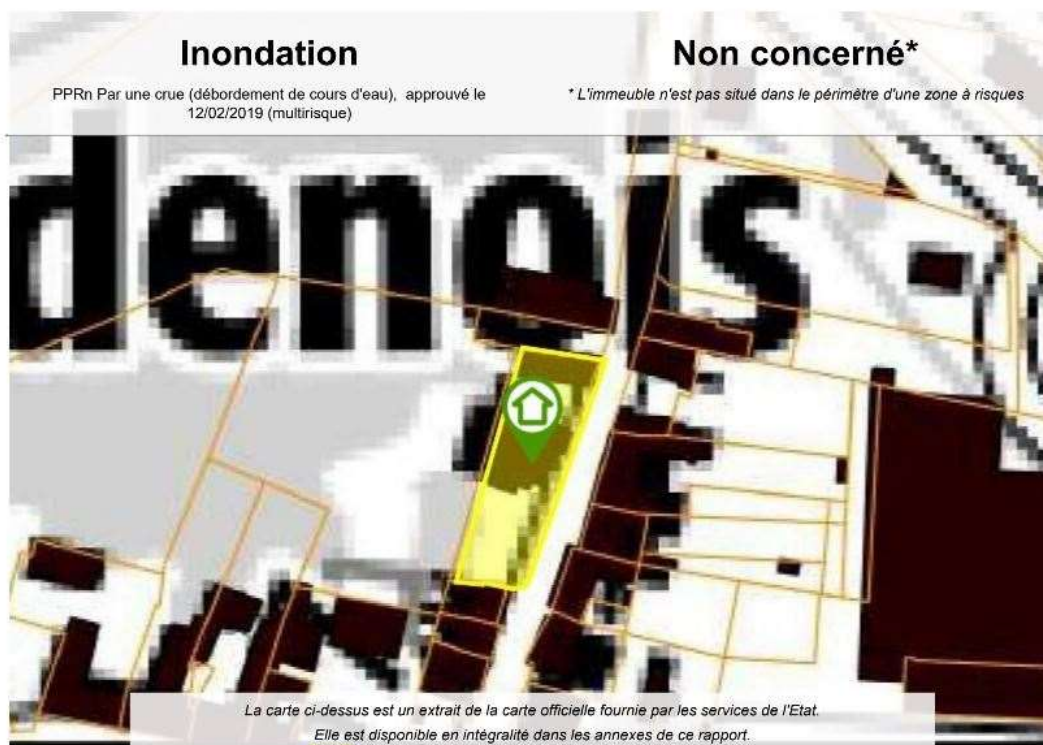 Inondation
Non concerné*
PPRn Par une crue (débordement de cours d'eau), approuvé le
12/02/2019 (multirisque)
* L'immeuble n'est pas situé dans le périmètre d'une zone à risques
denois
La carte ci-dessus est un extrait de la carte officielle fournie par les services de l'Etat.
Elle est disponible en intégralité dans les annexes de ce rapport.